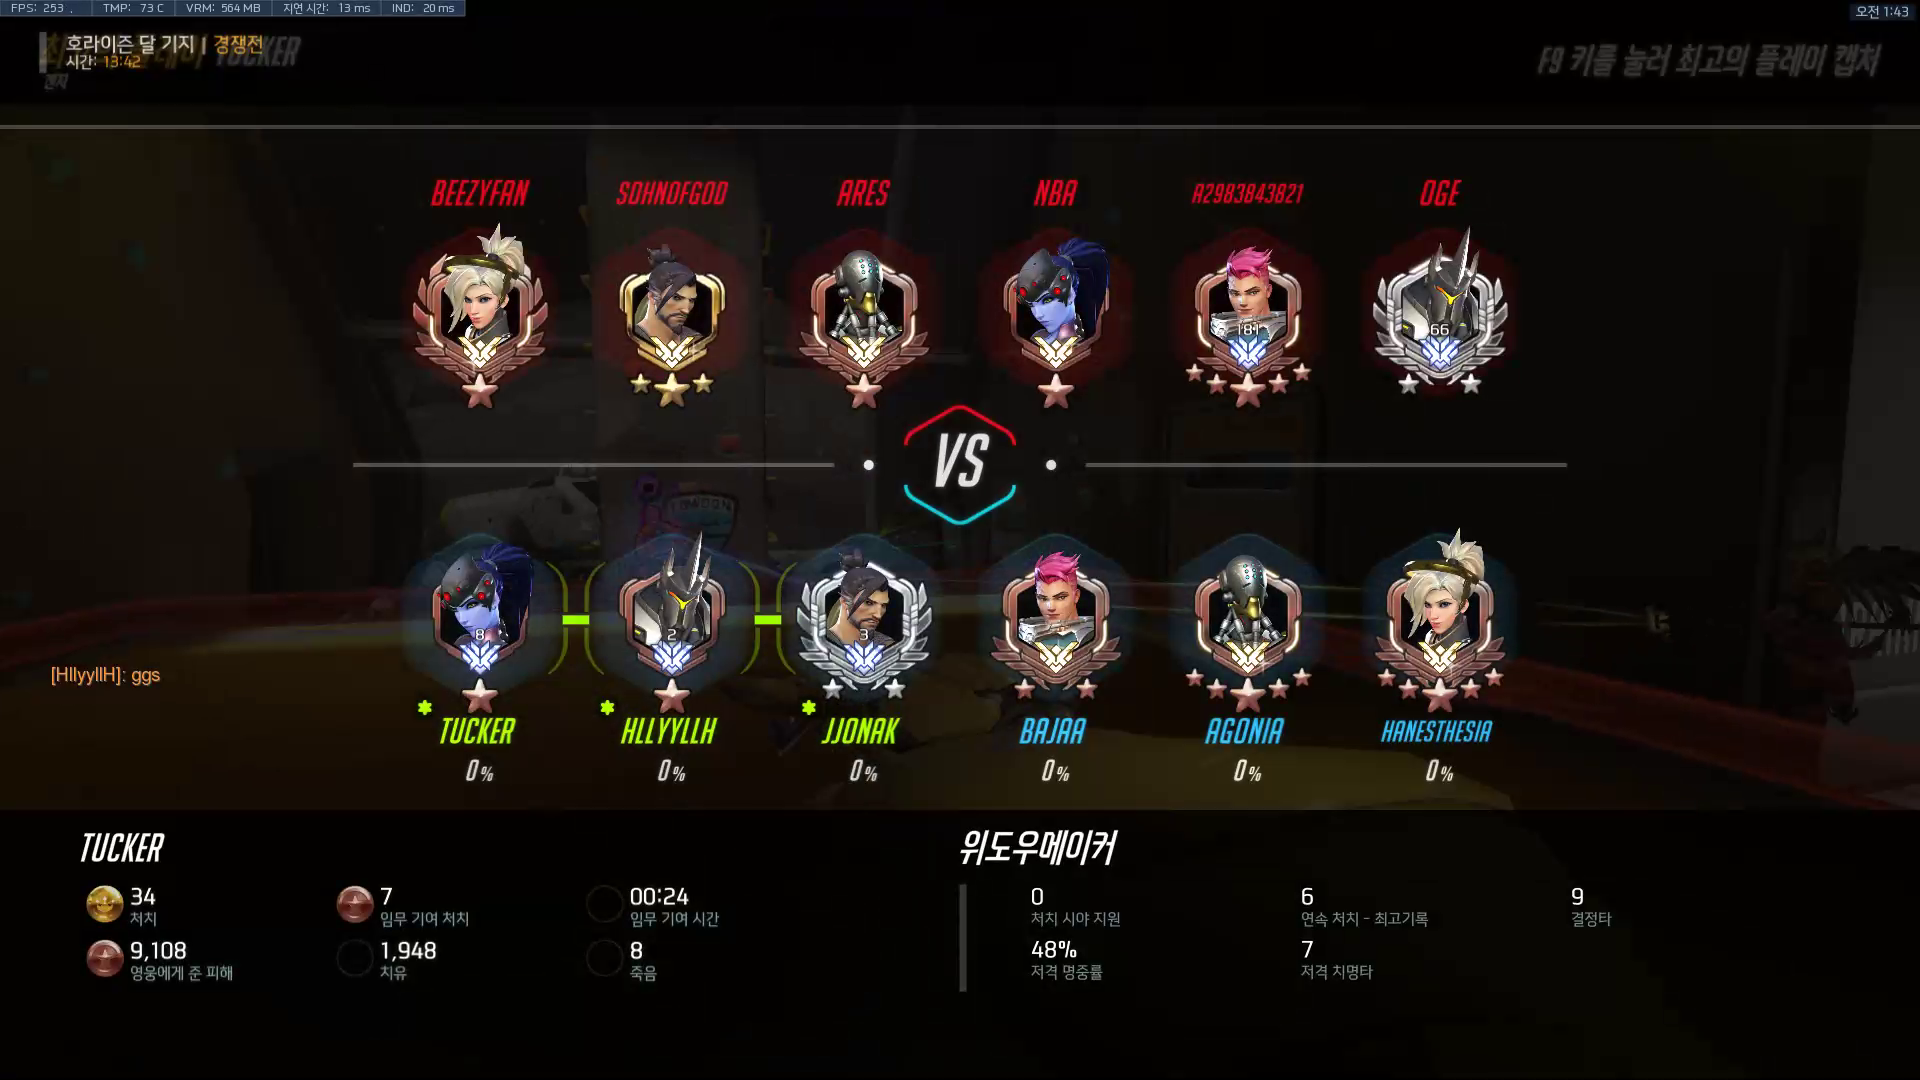 FPS: 253 . TMP: 73 C VRM: 564 MB 지연 시간: 13 ms IND: 20 ms
오전 1:43
호라이즌 달 기지 | 경쟁전
시간: 13:42
TUCKER
겐지
F9 키를 눌러 최고의 플레이 캡처
BEEZYFAN SOHNOFGOD ARES NBA A2983843821 OGE
181 66
VS
8 2 3
[HllyyllH]: ggs
TUCKER HLLYYLLH JJONAK BAJAA AGONIA HANESTHESIA
0% 0% 0% 0% 0% 0%
TUCKER
34 7 00:24
처치 임무 기여 처치 임무 기여 시간
9,108 1,948 8
영웅에게 준 피해 치유 죽음
위도우메이커
0 6 9
처치 시야 지원 연속 처치 - 최고기록 결정타
48% 7
저격 명중률 저격 치명타